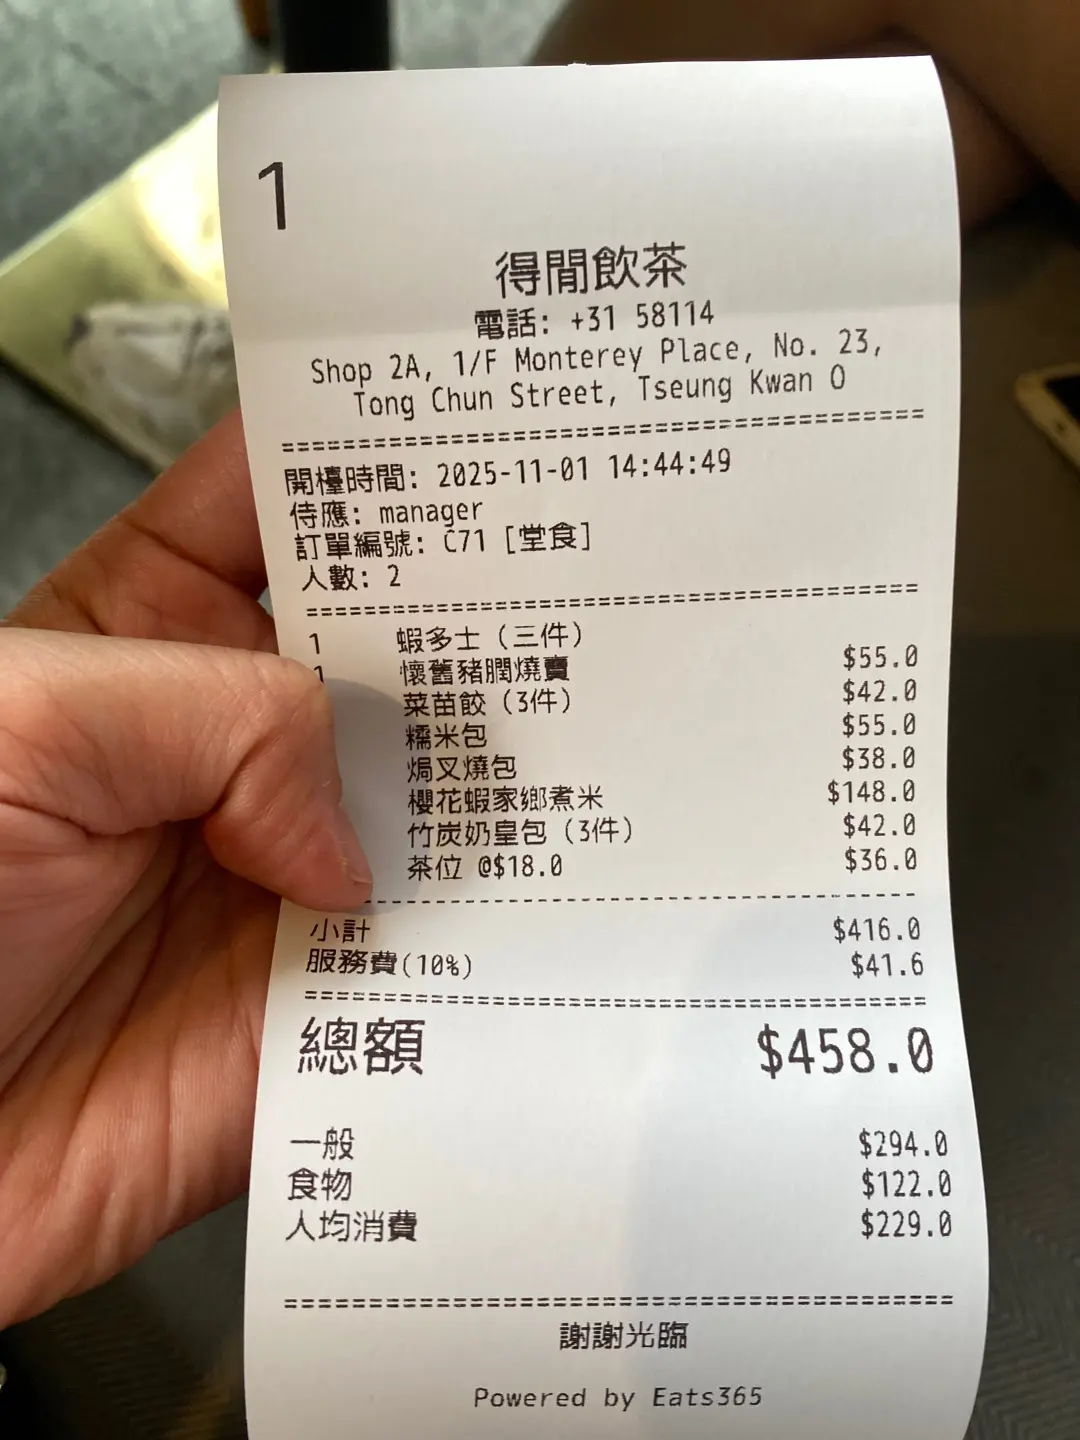 1
得閒飲茶
電話: +31 58114
Shop 2A, 1/F Monterey Place, No. 23,
Tong Chun Street, Tseung Kwan O
========================================
開檯時間: 2025-11-01 14:44:49
侍應: manager
訂單編號: C71 [堂食]
人數: 2
========================================
1 蝦多士（三件）
1 懷舊豬膶燒賣 $55.0
菜苗餃（3件） $42.0
糯米包 $55.0
焗叉燒包 $38.0
櫻花蝦家鄉煮米 $148.0
竹炭奶皇包（3件） $42.0
茶位 @$18.0 $36.0
----------------------------------------
小計 $416.0
服務費(10%) $41.6
========================================
總額 $458.0
一般 $294.0
食物 $122.0
人均消費 $229.0
========================================
謝謝光臨
Powered by Eats365